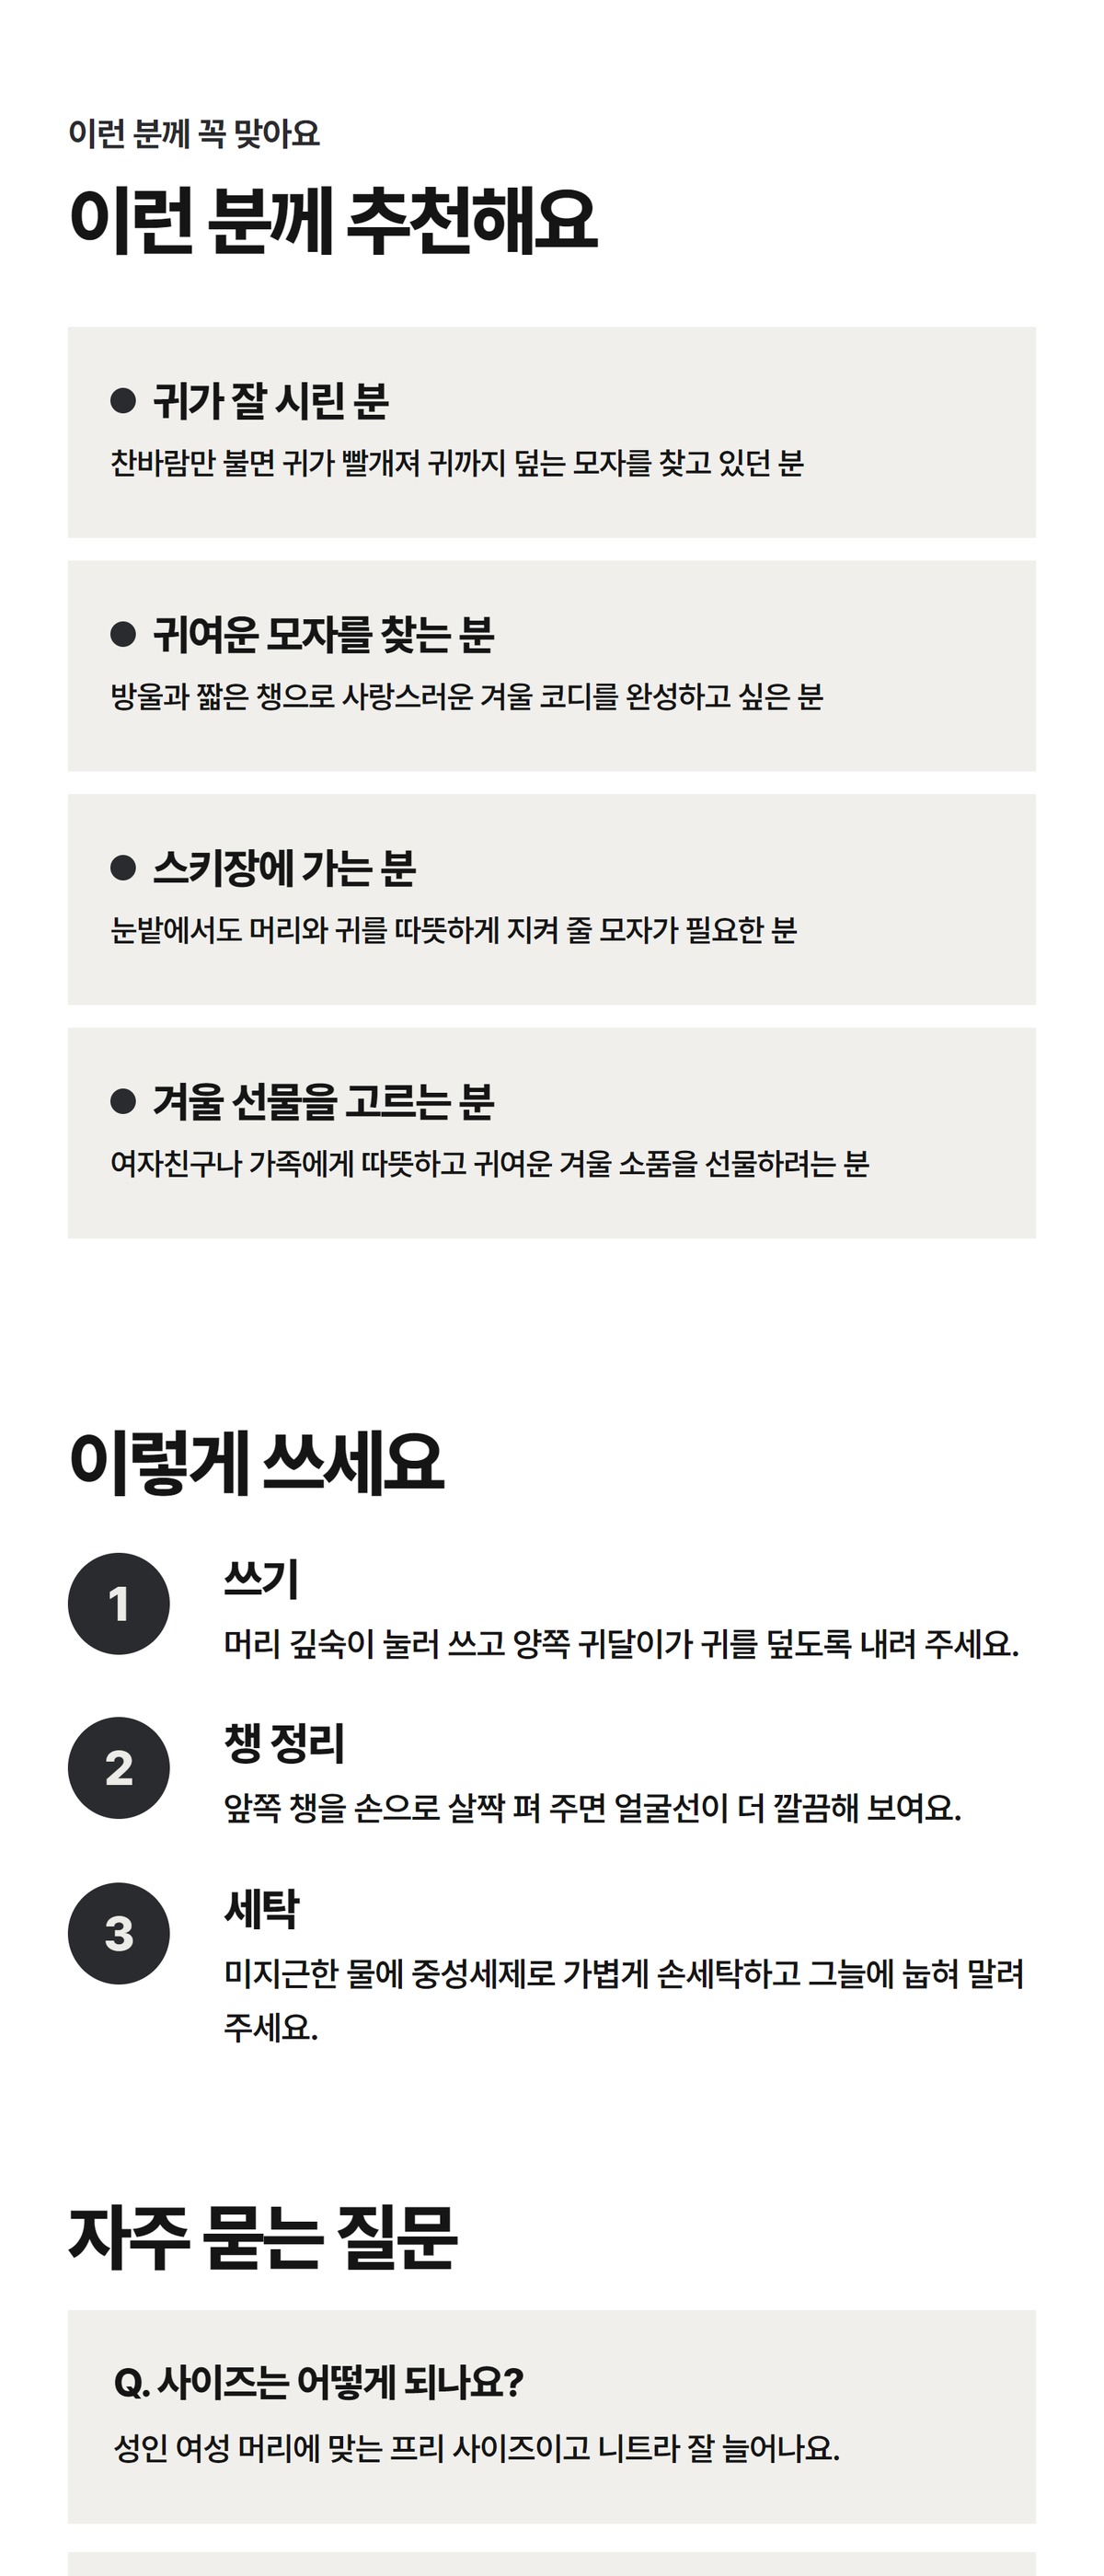 이런 분께 꼭 맞아요
이런 분께 추천해요
귀가 잘 시린 분
찬바람만 불면 귀가 빨개져 귀까지 덮는 모자를 찾고 있던 분
귀여운 모자를 찾는 분
방울과 짧은 챙으로 사랑스러운 겨울 코디를 완성하고 싶은 분
스키장에 가는 분
눈밭에서도 머리와 귀를 따뜻하게 지켜 줄 모자가 필요한 분
겨울 선물을 고르는 분
여자친구나 가족에게 따뜻하고 귀여운 겨울 소품을 선물하려는 분
이렇게 쓰세요
1
쓰기
머리 깊숙이 눌러 쓰고 양쪽 귀달이가 귀를 덮도록 내려 주세요.
2
챙 정리
앞쪽 챙을 손으로 살짝 펴 주면 얼굴선이 더 깔끔해 보여요.
3
세탁
미지근한 물에 중성세제로 가볍게 손세탁하고 그늘에 눕혀 말려
주세요.
자주 묻는 질문
Q. 사이즈는 어떻게 되나요?
성인 여성 머리에 맞는 프리 사이즈이고 니트라 잘 늘어나요.